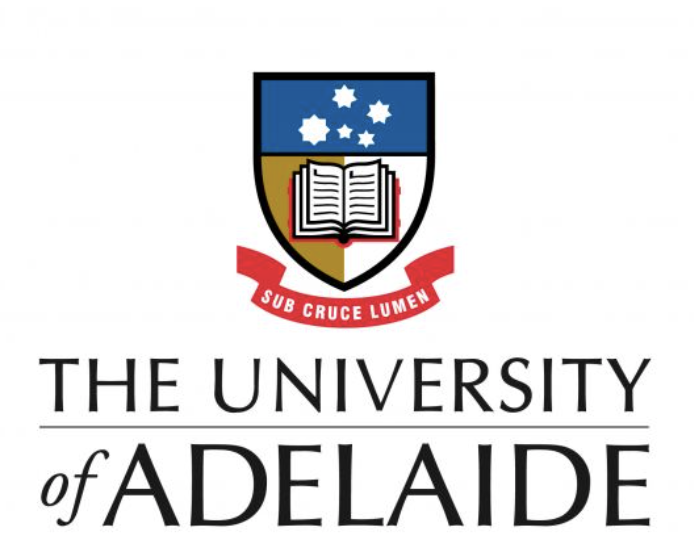 SUB CRUCE LUMEN
THE UNIVERSITY
of ADELAIDE